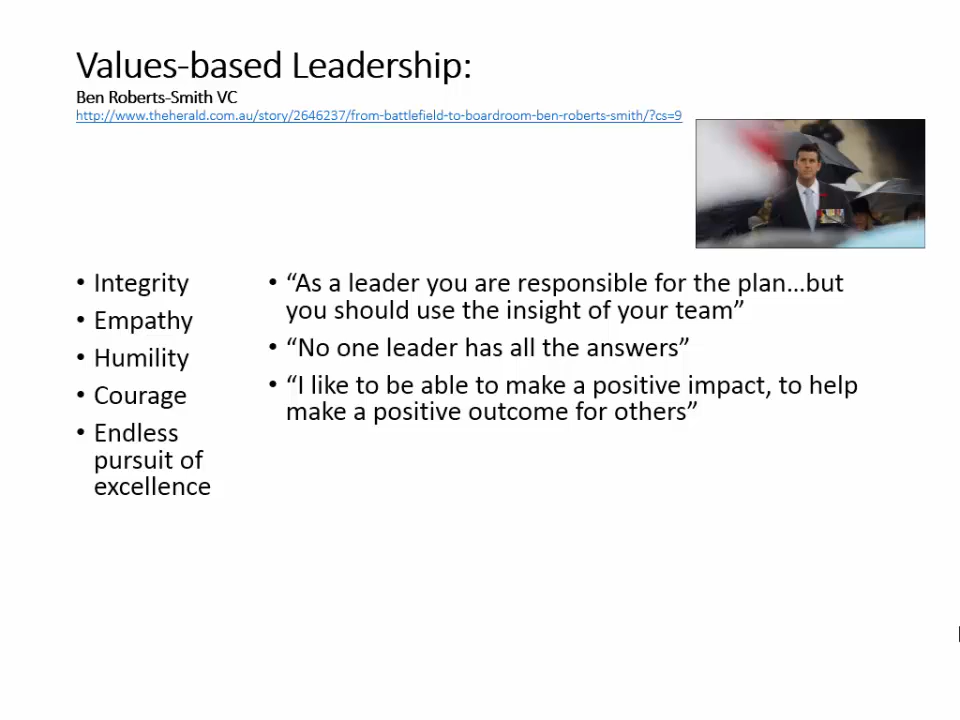 Values-based Leadership:
Ben Roberts-Smith VC
http://www.theherald.com.au/story/2646237/from-battlefield-to-boardroom-ben-roberts-smith/?cs=9
• Integrity
• Empathy
• Humility
• Courage
• Endless
pursuit of
excellence
• “As a leader you are responsible for the plan…but
you should use the insight of your team”
• “No one leader has all the answers”
• “I like to be able to make a positive impact, to help
make a positive outcome for others”